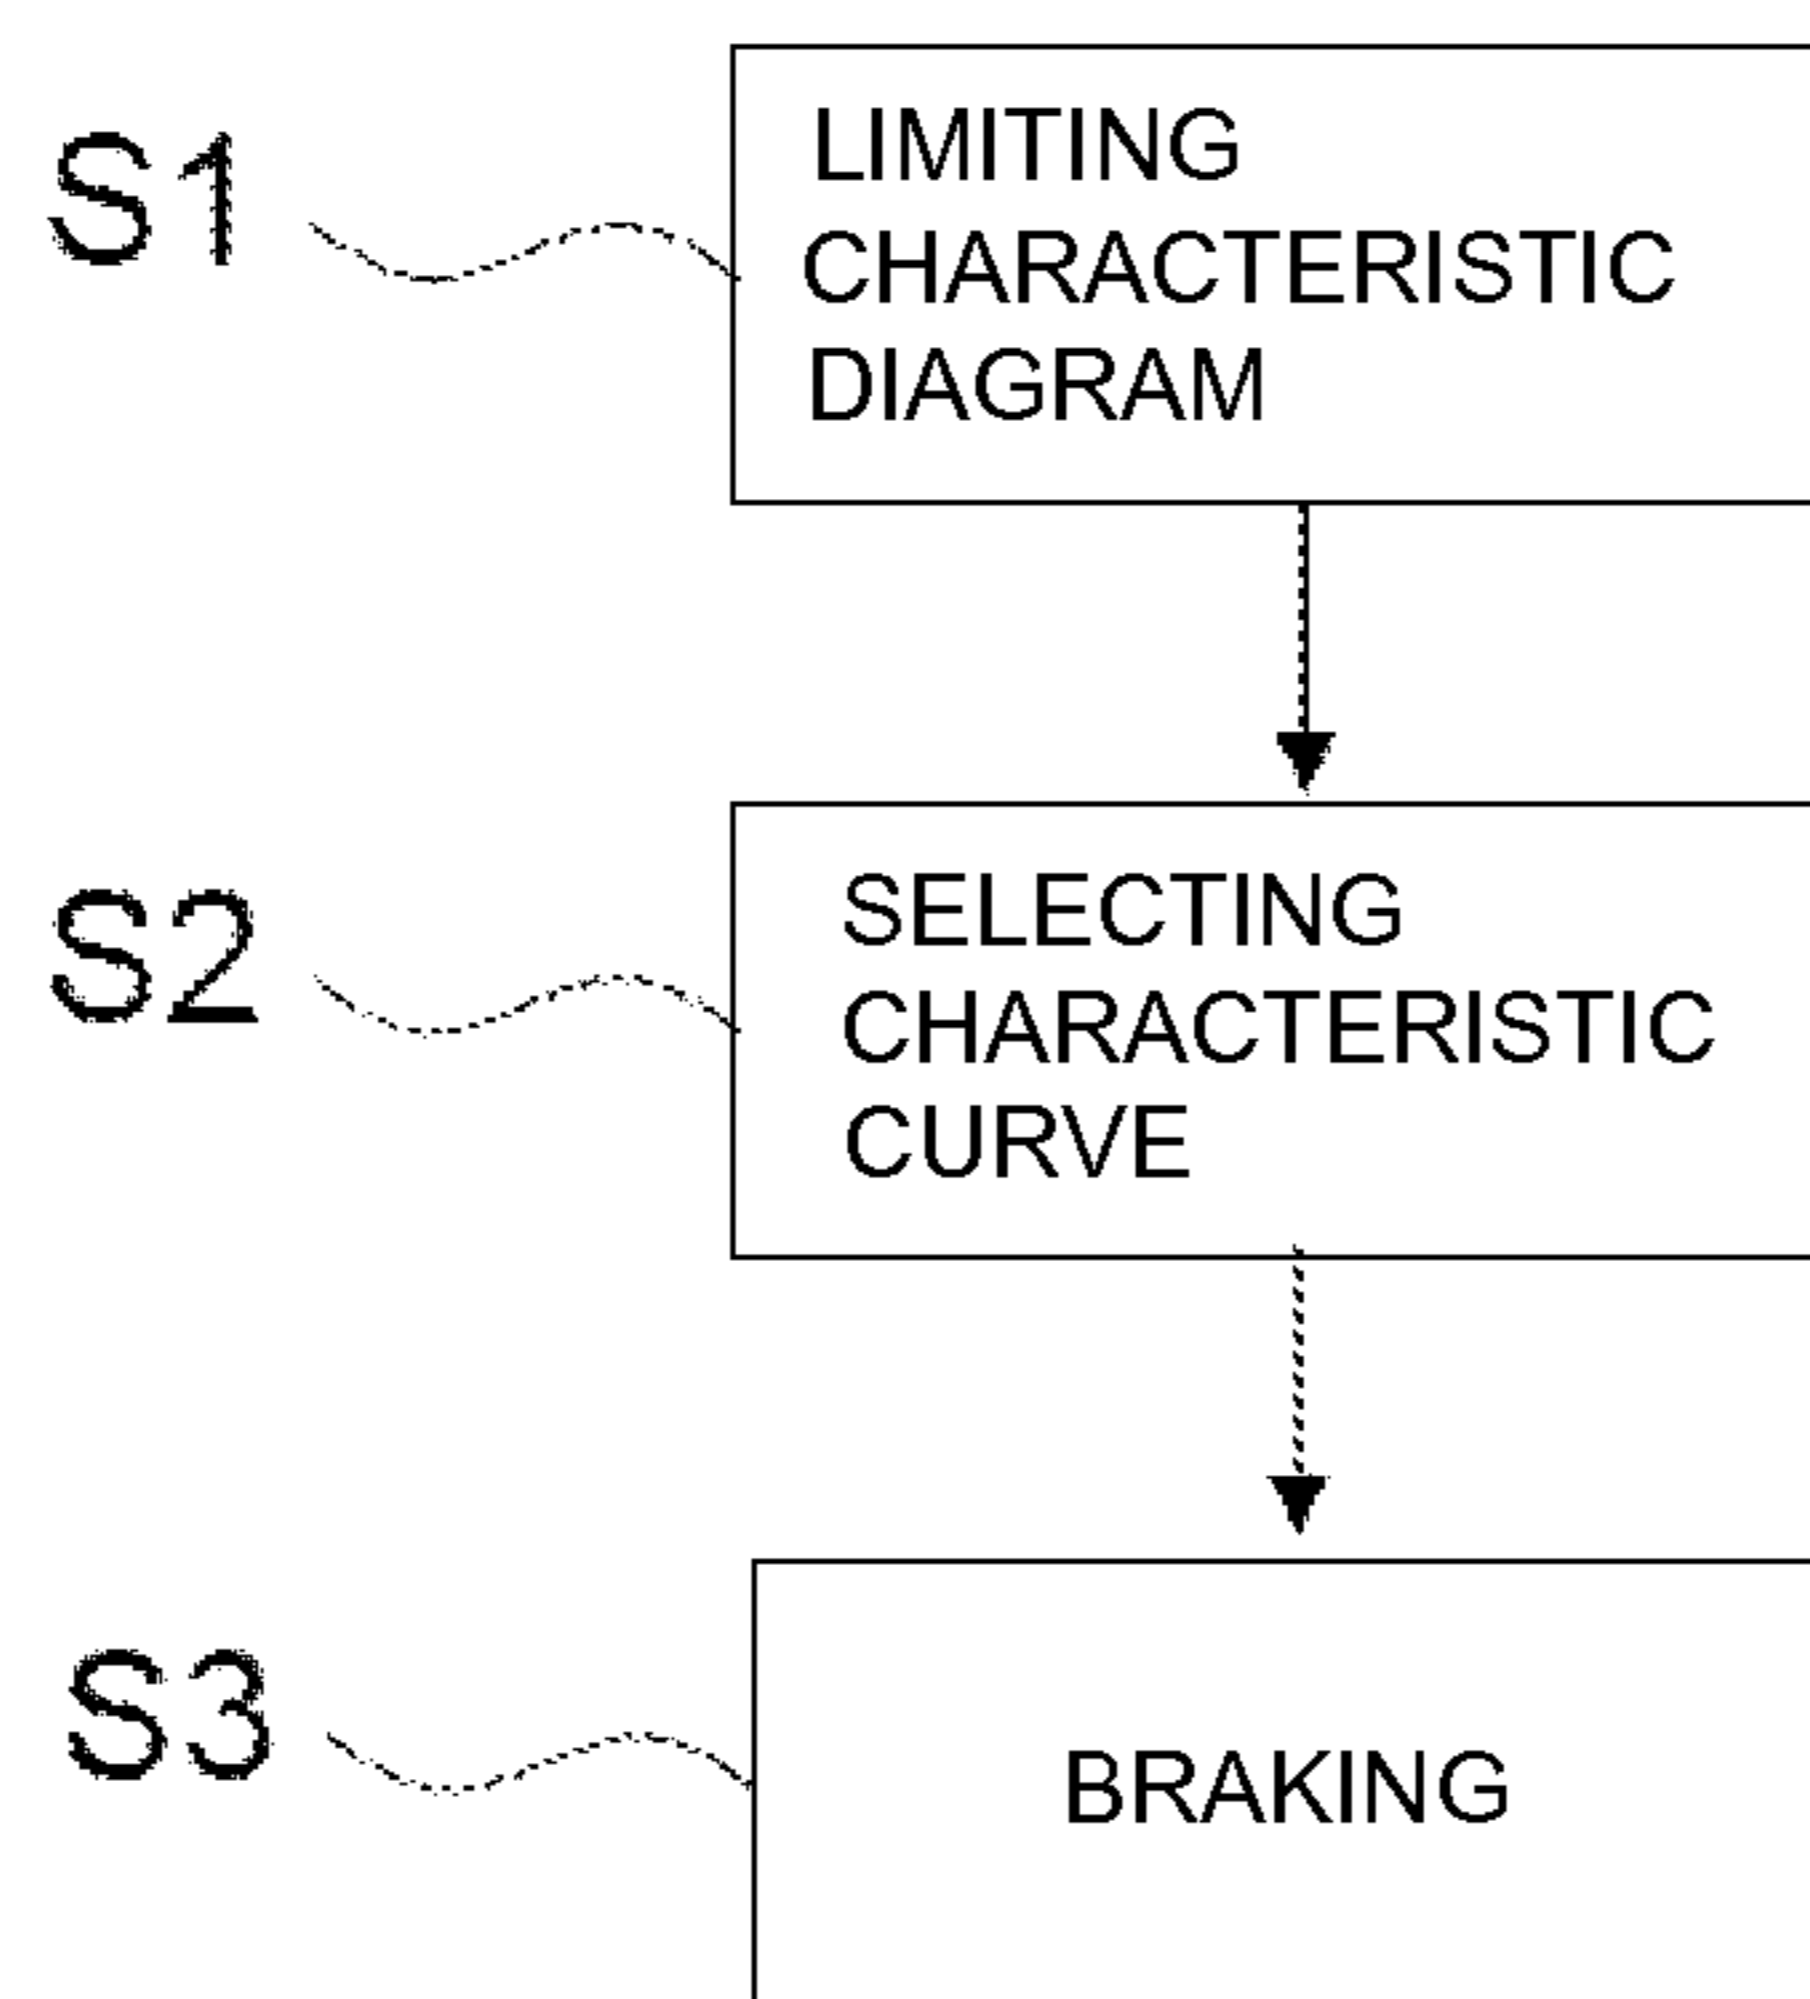 S1
LIMITING
CHARACTERISTIC
DIAGRAM
S2
SELECTING
CHARACTERISTIC
CURVE
S3
BRAKING